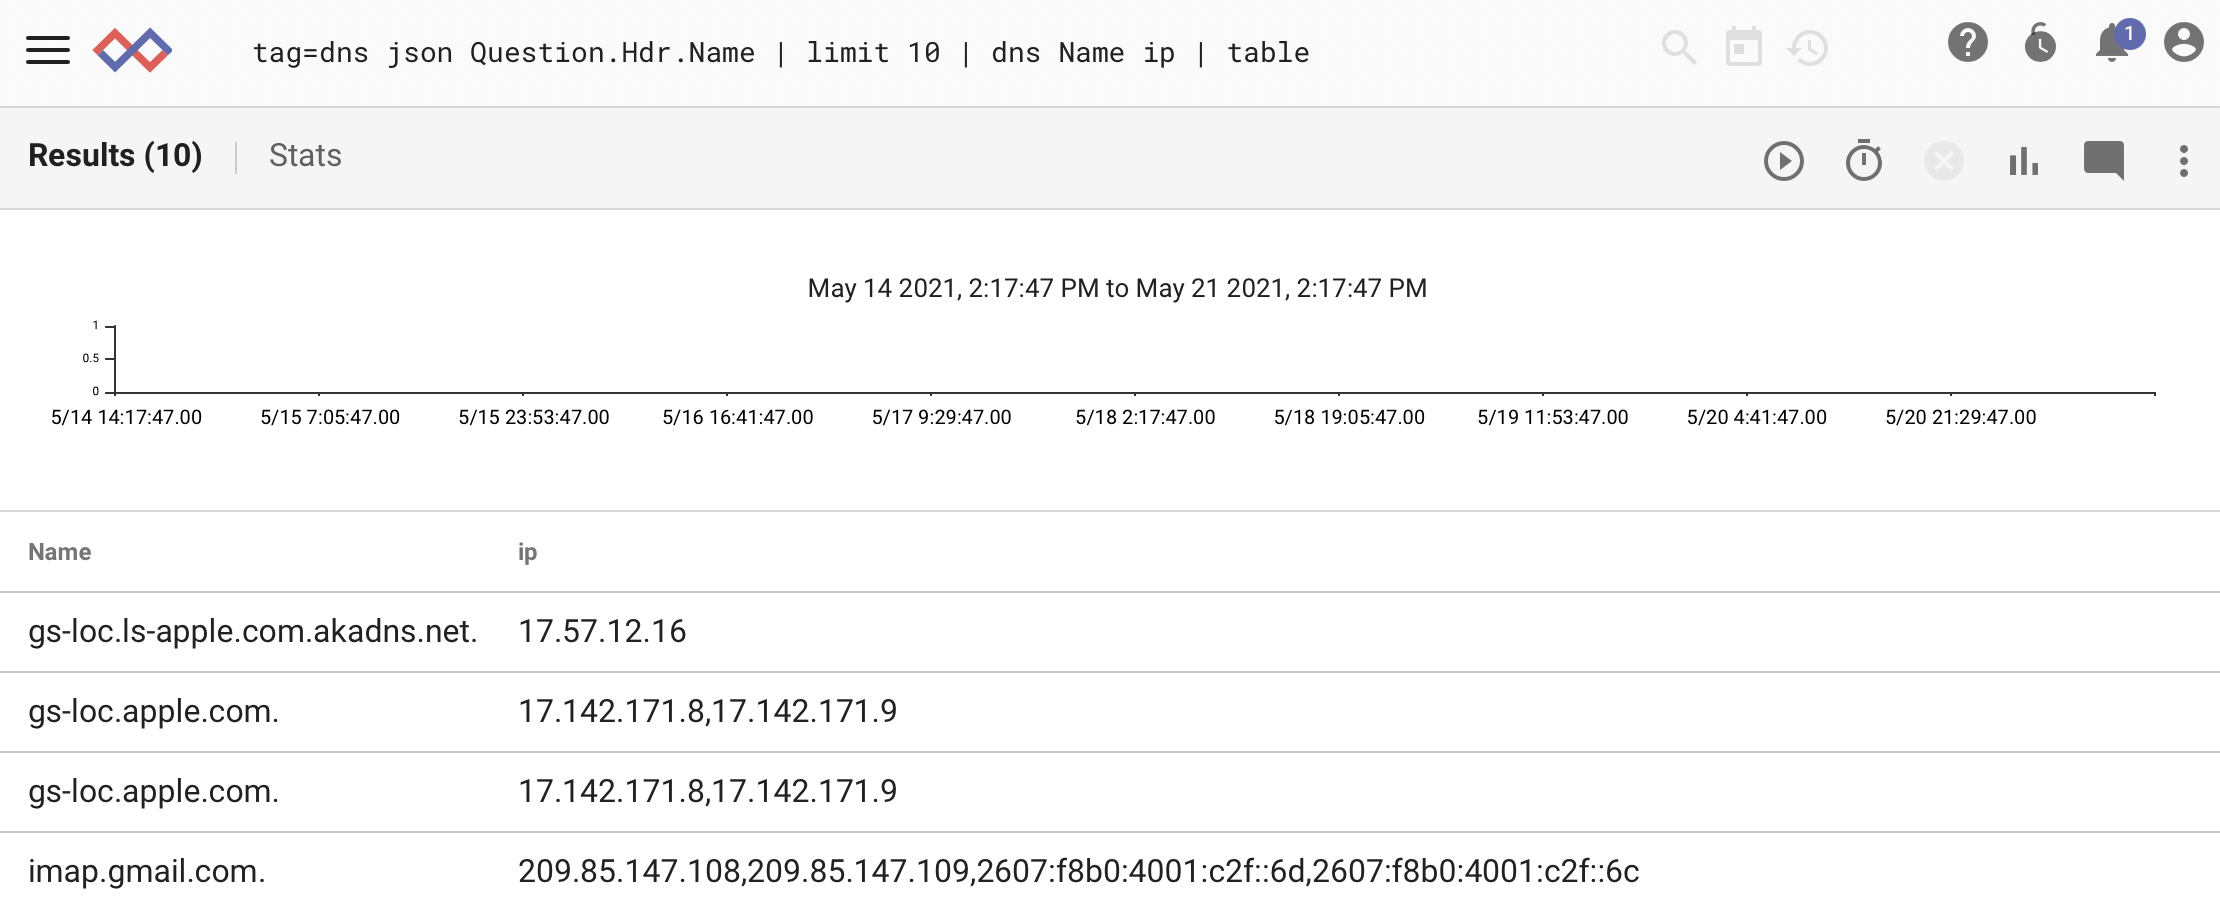 tag=dns json Question.Hdr.Name | limit 10 | dns Name ip | table
1
Results (10)
Stats
May 14 2021, 2:17:47 PM to May 21 2021, 2:17:47 PM
1
0.5
0
5/14 14:17:47.00 5/15 7:05:47.00 5/15 23:53:47.00 5/16 16:41:47.00 5/17 9:29:47.00 5/18 2:17:47.00 5/18 19:05:47.00 5/19 11:53:47.00 5/20 4:41:47.00 5/20 21:29:47.00
Name ip
gs-loc.ls-apple.com.akadns.net. 17.57.12.16
gs-loc.apple.com. 17.142.171.8,17.142.171.9
gs-loc.apple.com. 17.142.171.8,17.142.171.9
imap.gmail.com. 209.85.147.108,209.85.147.109,2607:f8b0:4001:c2f::6d,2607:f8b0:4001:c2f::6c